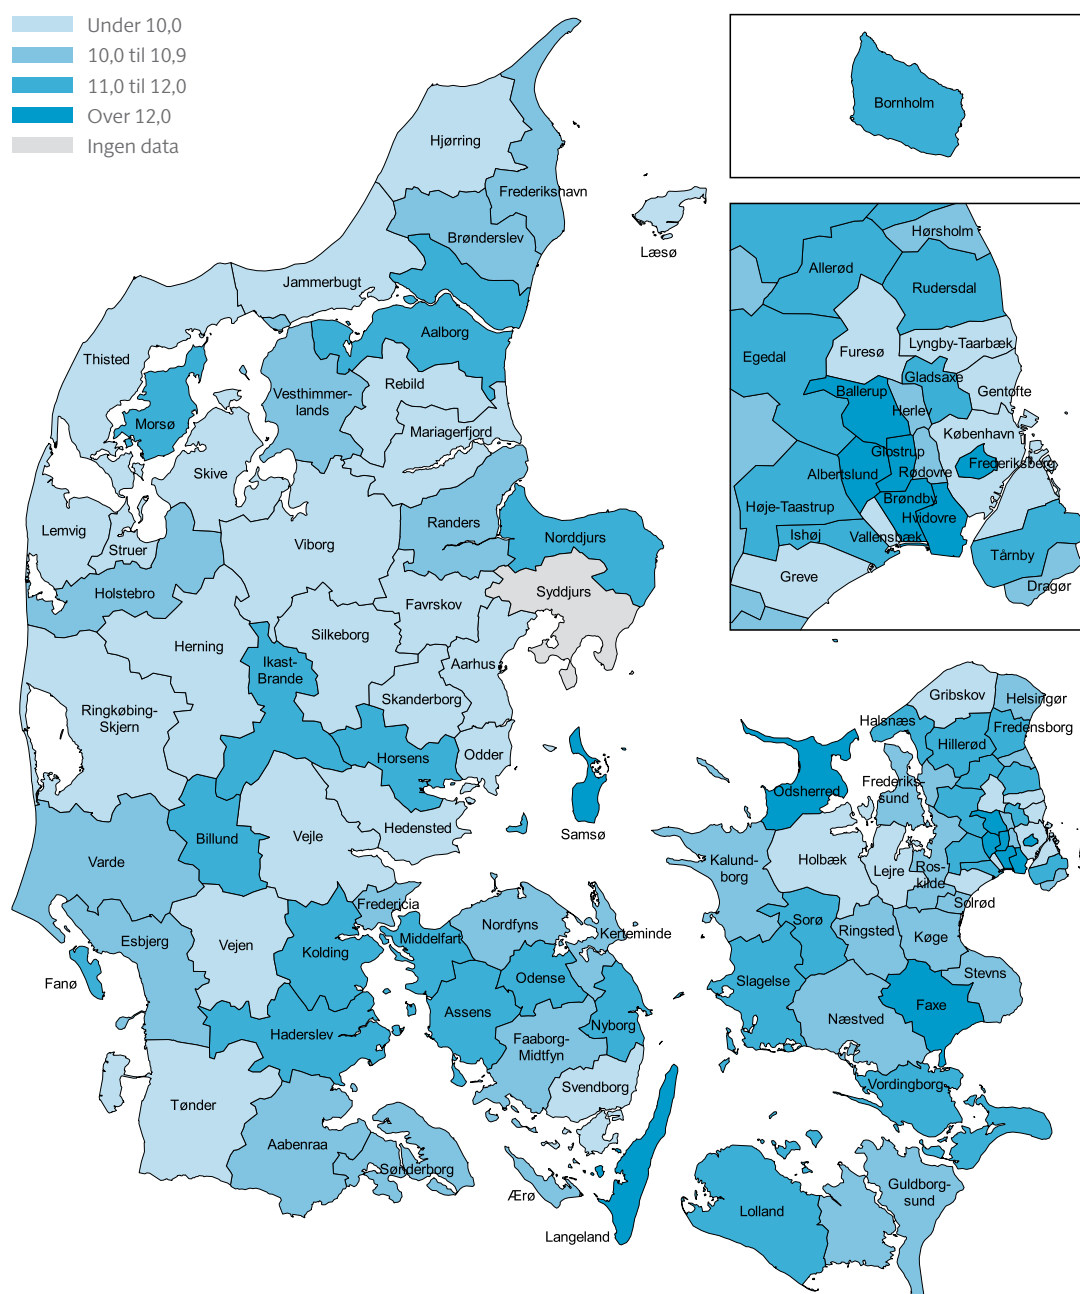 Under 10,0
10,0 til 10,9
11,0 til 12,0
Over 12,0
Ingen data
Bornholm
Hjørring
Frederikshavn
Brønderslev
Læsø
Jammerbugt
Aalborg
Thisted
Rebild
Vesthimmer-
lands
Morsø
Mariagerfjord
Skive
Randers
Lemvig
Viborg
Norddjurs
Struer
Holstebro
Syddjurs
Favrskov
Silkeborg
Herning
Aarhus
Ikast-
Brande
Skanderborg
Ringkøbing-
Skjern
Horsens
Odder
Hedensted
Billund
Vejle
Samsø
Varde
Fredericia
Esbjerg
Vejen
Kolding
Fanø
Haderslev
Tønder
Aabenraa
Sønderborg
Nordfyns
Kerteminde
Middelfart
Odense
Assens
Nyborg
Faaborg-
Midtfyn
Svendborg
Ærø
Langeland
Hørsholm
Allerød
Rudersdal
Egedal
Furesø
Lyngby-Taarbæk
Gladsaxe
Ballerup
Gentofte
Herlev
København
Glostrup
Frederiksberg
Albertslund
Rødovre
Brøndby
Høje-Taastrup
Hvidovre
Ishøj
Vallensbæk
Tårnby
Greve
Dragør
Gribskov
Helsingør
Halsnæs
Fredensborg
Hillerød
Odsherred
Frederiks-
sund
Kalund-
borg
Holbæk
Lejre
Ros-
kilde
Solrød
Sorø
Ringsted
Køge
Stevns
Slagelse
Faxe
Næstved
Vordingborg
Guldborg-
sund
Lolland